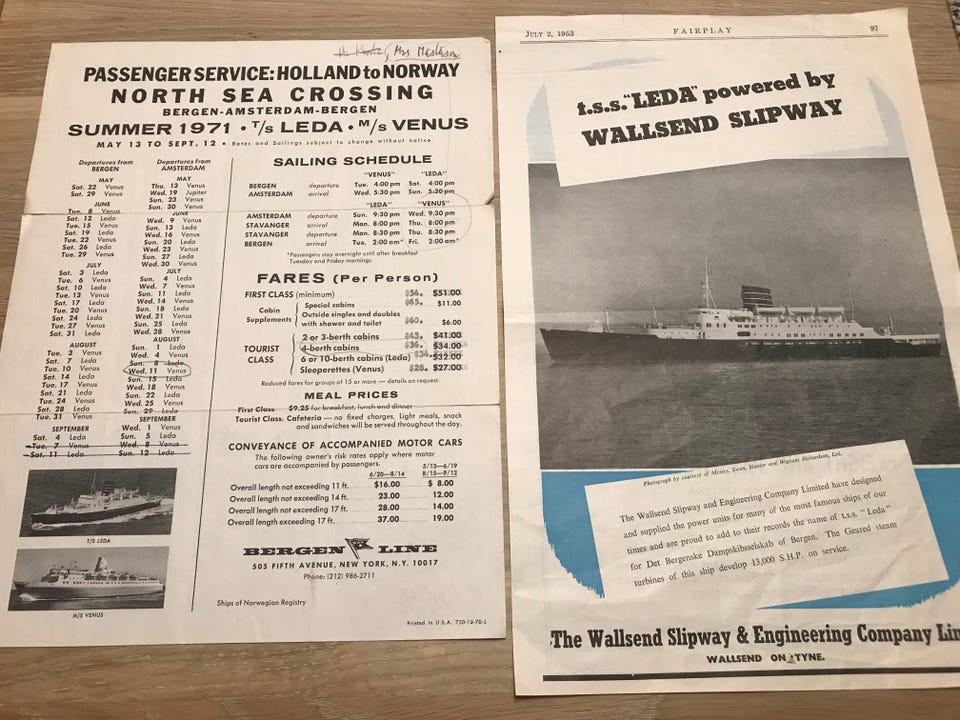 Mrs Mesterson
PASSENGER SERVICE: HOLLAND to NORWAY
NORTH SEA CROSSING
BERGEN-AMSTERDAM-BERGEN
SUMMER 1971 • T/s LEDA • M/s VENUS
MAY 13 TO SEPT. 12 • Rates and Sailings subject to change without notice
Departures from BERGEN
MAY
Sat. 22 Venus
Sat. 29 Venus
JUNE
Tue. 8 Venus
Sat. 12 Leda
Tue. 15 Venus
Sat. 19 Leda
Tue. 22 Venus
Sat. 26 Leda
Tue. 29 Venus
JULY
Sat. 3 Leda
Tue. 6 Venus
Sat. 10 Leda
Tue. 13 Venus
Sat. 17 Leda
Tue. 20 Venus
Sat. 24 Leda
Tue. 27 Venus
Sat. 31 Leda
AUGUST
Tue. 3 Venus
Sat. 7 Leda
Tue. 10 Venus
Sat. 14 Leda
Tue. 17 Venus
Sat. 21 Leda
Tue. 24 Venus
Sat. 28 Leda
Tue. 31 Venus
SEPTEMBER
Sat. 4 Leda
Tue. 7 Venus
Sat. 11 Leda
Departures from AMSTERDAM
MAY
Thu. 13 Venus
Wed. 19 Jupiter
Sun. 23 Venus
Sun. 30 Venus
JUNE
Wed. 9 Venus
Sun. 13 Leda
Wed. 16 Venus
Sun. 20 Leda
Wed. 23 Venus
Sun. 27 Leda
Wed. 30 Venus
JULY
Sun. 4 Leda
Wed. 7 Venus
Sun. 11 Leda
Wed. 14 Venus
Sun. 18 Leda
Wed. 21 Venus
Sun. 25 Leda
Wed. 28 Venus
AUGUST
Sun. 1 Leda
Wed. 4 Venus
Sun. 8 Leda
Wed. 11 Venus
Sun. 15 Leda
Wed. 18 Venus
Sun. 22 Leda
Wed. 25 Venus
Sun. 29 Leda
SEPTEMBER
Wed. 1 Venus
Sun. 5 Leda
Wed. 8 Venus
Sun. 12 Leda
T/S LEDA
M/S VENUS
SAILING SCHEDULE
"VENUS" "LEDA"
BERGEN departure Tue. 4:00 pm Sat. 4:00 pm
AMSTERDAM arrival Wed. 5:30 pm Sun. 5:30 pm
"LEDA" "VENUS"
AMSTERDAM departure Sun. 9:30 pm Wed. 9:30 pm
STAVANGER arrival Mon. 8:00 pm Thu. 8:00 pm
STAVANGER departure Mon. 8:30 pm Thu. 8:30 pm
BERGEN arrival Tue. 2:00 am* Fri. 2:00 am*
*Passengers stay overnight until after breakfast
Tuesday and Friday mornings.
FARES (Per Person)
FIRST CLASS (minimum) $54. $51.00
Cabin Supplements
Special cabins $65. $11.00
Outside singles and doubles
with shower and toilet $60. $6.00
TOURIST CLASS
2 or 3-berth cabins $43. $41.00
4-berth cabins $36. $34.00
6 or 10-berth cabins (Leda) $34. $32.00
Sleeperettes (Venus) $28. $27.00
Reduced fares for groups of 15 or more — details on request.
MEAL PRICES
First Class $9.25 for breakfast, lunch and dinner
Tourist Class: Cafeteria — no fixed charges. Light meals, snack
and sandwiches will be served throughout the day.
CONVEYANCE OF ACCOMPANIED MOTOR CARS
The following owner's risk rates apply where motor
cars are accompanied by passengers.
5/13—6/19
6/20—8/14 8/15—9/12
Overall length not exceeding 11 ft. $16.00 $ 8.00
Overall length not exceeding 14 ft. 23.00 12.00
Overall length not exceeding 17 ft. 28.00 14.00
Overall length exceeding 17 ft. 37.00 19.00
BERGEN LINE
505 FIFTH AVENUE, NEW YORK, N.Y. 10017
Phone: (212) 986-2711
Ships of Norwegian Registry
Printed in U.S.A. 750-10-70-L
JULY 2, 1953 FAIRPLAY 97
t.s.s. "LEDA" powered by
WALLSEND SLIPWAY
Photograph by courtesy of Messrs. Swan, Hunter and Wigham Richardson, Ltd.
The Wallsend Slipway and Engineering Company Limited have designed
and supplied the power units for many of the most famous ships of our
times and are proud to add to their records the name of t.s.s. "Leda"
for Det Bergenske Dampskibsselskab of Bergen. The Geared steam
turbines of this ship develop 13,000 S.H.P. on service.
The Wallsend Slipway & Engineering Company Lim
WALLSEND ON TYNE.